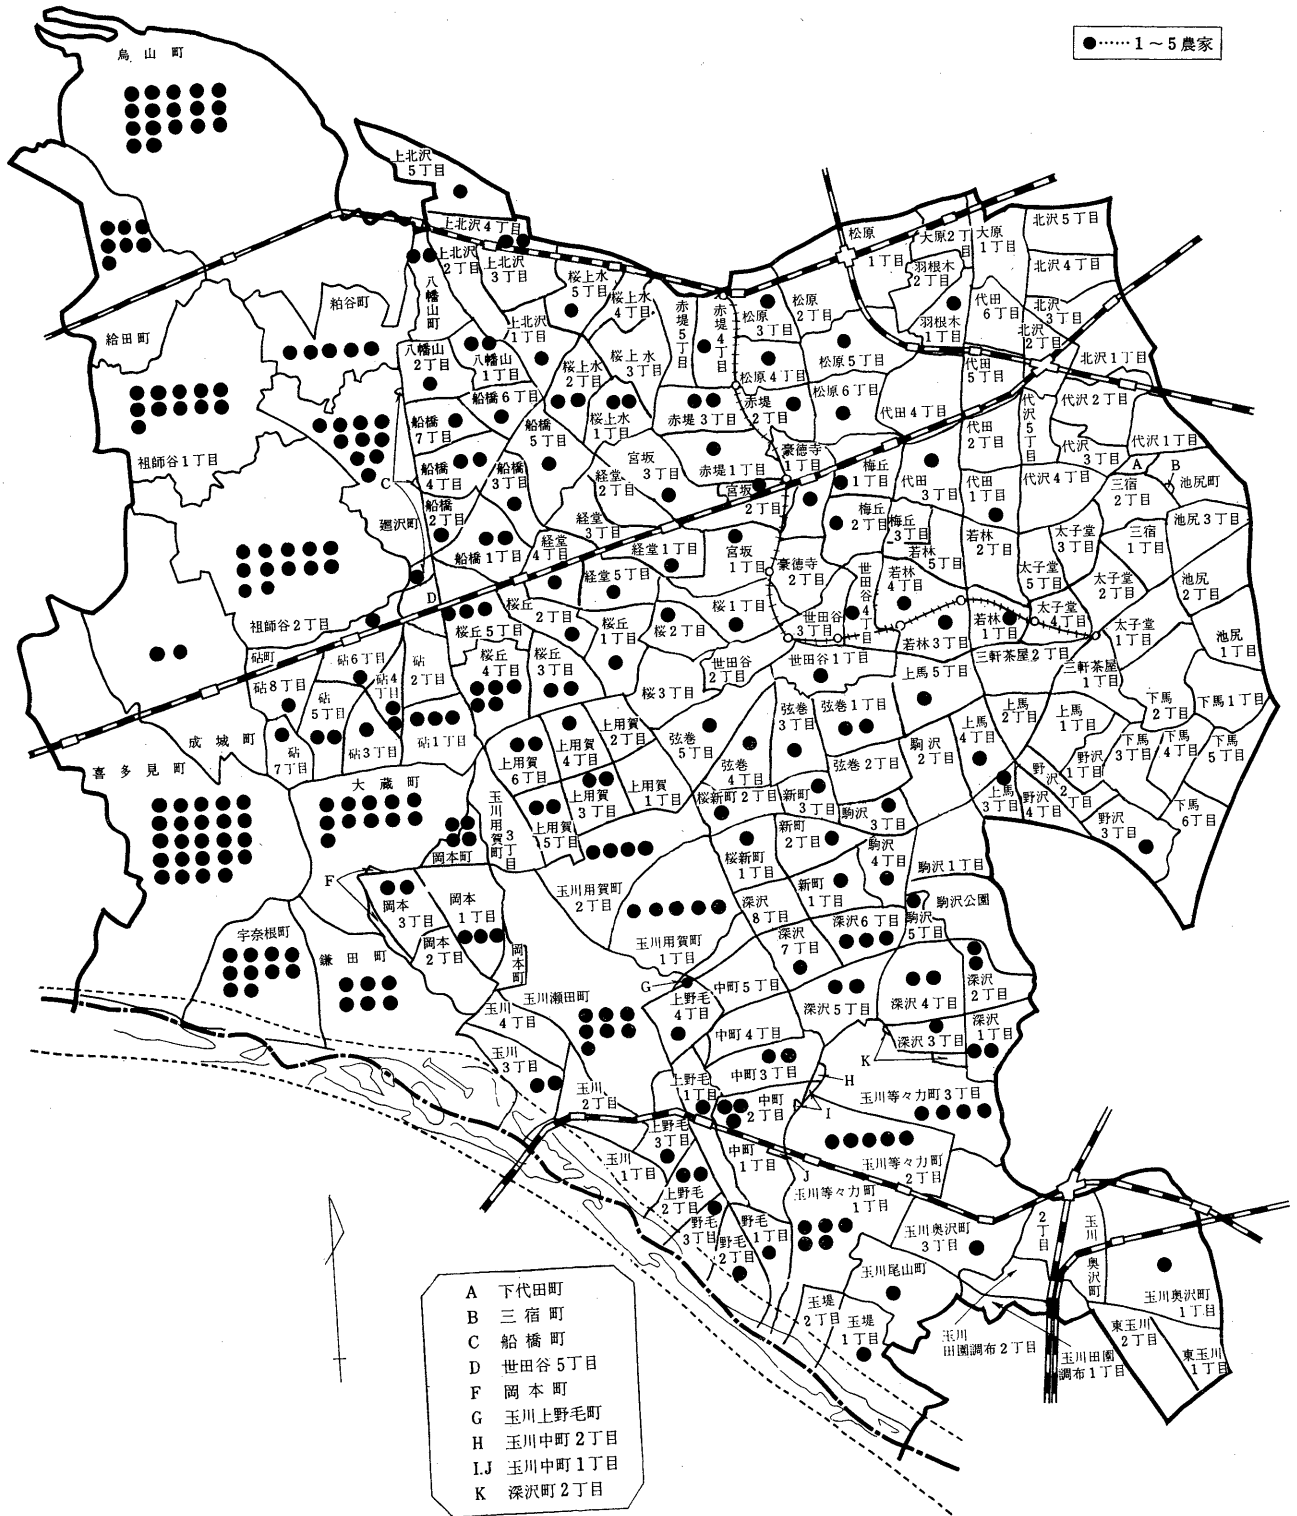 ●‥‥‥1～5農家
烏山町
上北沢
5丁目
上北沢4丁目
上北沢
2丁目
上北沢
3丁目
八幡山町
桜上水
5丁目
桜上水
4丁目
赤堤5丁目
赤堤4丁目
松原
3丁目
松原
2丁目
松原
1丁目
大原2丁目
大原
1丁目
北沢5丁目
羽根木
2丁目
北沢4丁目
羽根木
1丁目
代田
6丁目
北沢
3丁目
北沢
2丁目
北沢1丁目
給田町
粕谷町
上北沢
1丁目
八幡山
2丁目
八幡山
1丁目
桜上水
2丁目
桜上水
3丁目
松原4丁目
松原5丁目
代田
5丁目
船橋6丁目
桜上水
1丁目
赤堤3丁目
赤堤
2丁目
松原6丁目
代田4丁目
代沢5丁目
代沢2丁目
船橋
7丁目
船橋
5丁目
代田
2丁目
代沢
3丁目
代沢1丁目
祖師谷1丁目
船橋
4丁目
船橋
3丁目
宮坂
3丁目
経堂
2丁目
赤堤1丁目
豪徳寺
1丁目
梅丘
1丁目
代田
3丁目
代田
1丁目
代沢4丁目
A
B
三宿
2丁目
池尻町
C
船橋
2丁目
廻沢町
経堂
3丁目
宮坂
2丁目
梅丘
2丁目
梅丘
3丁目
池尻3丁目
船橋1丁目
経堂
4丁目
経堂1丁目
宮坂
1丁目
豪徳寺
2丁目
世田谷4丁目
若林
5丁目
若林
2丁目
太子堂
3丁目
三宿
1丁目
D
経堂5丁目
若林
4丁目
太子堂
5丁目
太子堂
2丁目
池尻
2丁目
祖師谷2丁目
桜丘5丁目
桜丘
2丁目
桜丘
1丁目
桜2丁目
桜1丁目
世田谷
3丁目
若林3丁目
若林
1丁目
太子堂
4丁目
太子堂
1丁目
池尻
1丁目
砧町
砧6丁目
砧
2丁目
桜丘
4丁目
桜丘
3丁目
世田谷
2丁目
世田谷1丁目
三軒茶屋2丁目
三軒茶屋
1丁目
砧8丁目
砧4丁目
桜3丁目
上馬5丁目
砧
5丁目
弦巻
3丁目
弦巻1丁目
上馬
2丁目
上馬
1丁目
下馬
2丁目
下馬1丁目
成城町
砧
7丁目
砧3丁目
砧1丁目
上用賀
6丁目
上用賀
4丁目
上用賀
2丁目
弦巻
5丁目
弦巻
4丁目
弦巻2丁目
駒沢
2丁目
上馬
4丁目
野沢
1丁目
下馬
3丁目
下馬
4丁目
下馬
5丁目
喜多見町
大蔵町
玉川用賀町3丁目
上用賀
3丁目
上用賀
1丁目
桜新町2丁目
新町
3丁目
上馬
3丁目
野沢
2丁目
野沢
4丁目
上用賀
5丁目
駒沢
3丁目
野沢
3丁目
下馬
6丁目
岡本町
新町
2丁目
駒沢
4丁目
桜新町
1丁目
駒沢1丁目
F
岡本
3丁目
岡本
1丁目
玉川用賀町
2丁目
深沢
8丁目
新町
1丁目
駒沢公園
宇奈根町
鎌田町
岡本
2丁目
岡本町
玉川用賀町
1丁目
深沢
7丁目
深沢6丁目
駒沢
5丁目
G
中町5丁目
深沢
2丁目
玉川瀬田町
上野毛
4丁目
深沢5丁目
深沢4丁目
玉川
4丁目
中町4丁目
深沢3丁目
深沢
1丁目
玉川
3丁目
中町3丁目
K
H
玉川
2丁目
上野毛
1丁目
中町
2丁目
I
玉川等々力町3丁目
上野毛
3丁目
中町
1丁目
J
玉川等々力町
2丁目
玉川
1丁目
上野毛
2丁目
玉川等々力町
1丁目
野毛
3丁目
野毛
1丁目
野毛
2丁目
玉川奥沢町
3丁目
2丁目
玉川奥沢町
玉川尾山町
玉川奥沢町
1丁目
玉堤
2丁目
玉堤
1丁目
玉川
田園調布2丁目
玉川田園
調布1丁目
東玉川
2丁目
東玉川
1丁目
A 下代田町
B 三宿町
C 船橋町
D 世田谷5丁目
F 岡本町
G 玉川上野毛町
H 玉川中町2丁目
I.J 玉川中町1丁目
K 深沢町2丁目